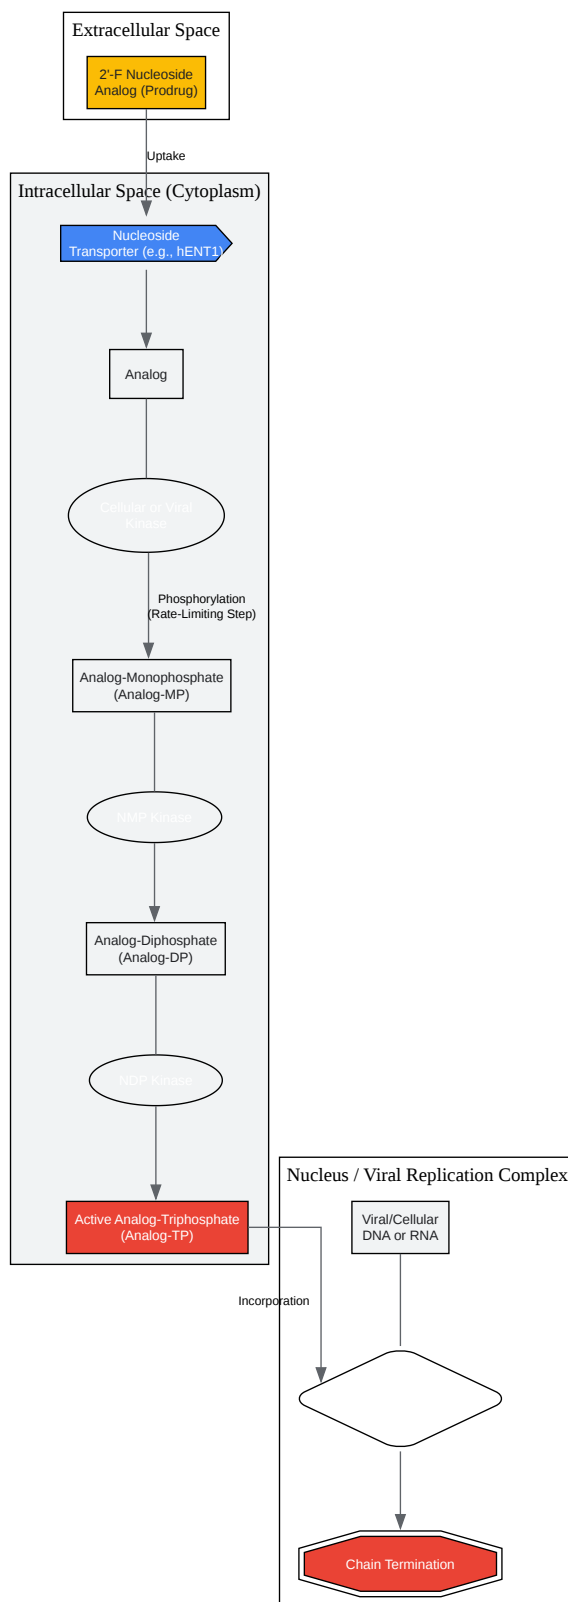 Extracellular Space
2'-F Nucleoside
Analog (Prodrug)
Uptake
Intracellular Space (Cytoplasm)
Nucleoside
Transporter (e.g., hENT1)
Analog
Cellular or Viral
Kinase
Phosphorylation
(Rate-Limiting Step)
Analog-Monophosphate
(Analog-MP)
NMP Kinase
Analog-Diphosphate
(Analog-DP)
NDP Kinase
Nucleus / Viral Replication Complex
Active Analog-Triphosphate
(Analog-TP)
Viral/Cellular
DNA or RNA
Incorporation
Chain Termination